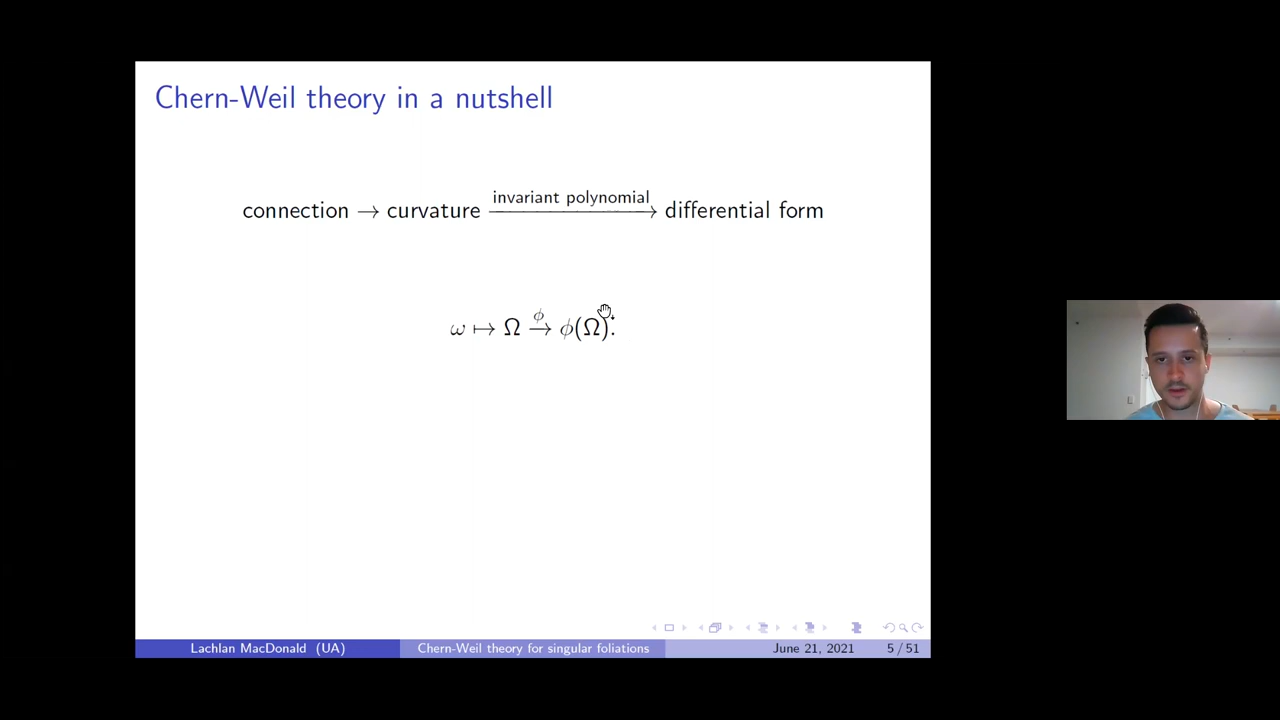 Chern-Weil theory in a nutshell
connection → curvature invariant polynomial→ differential form
ω ↦ Ω ϕ→ ϕ(Ω).
Lachlan MacDonald (UA) Chern-Weil theory for singular foliations June 21, 2021 5 / 51